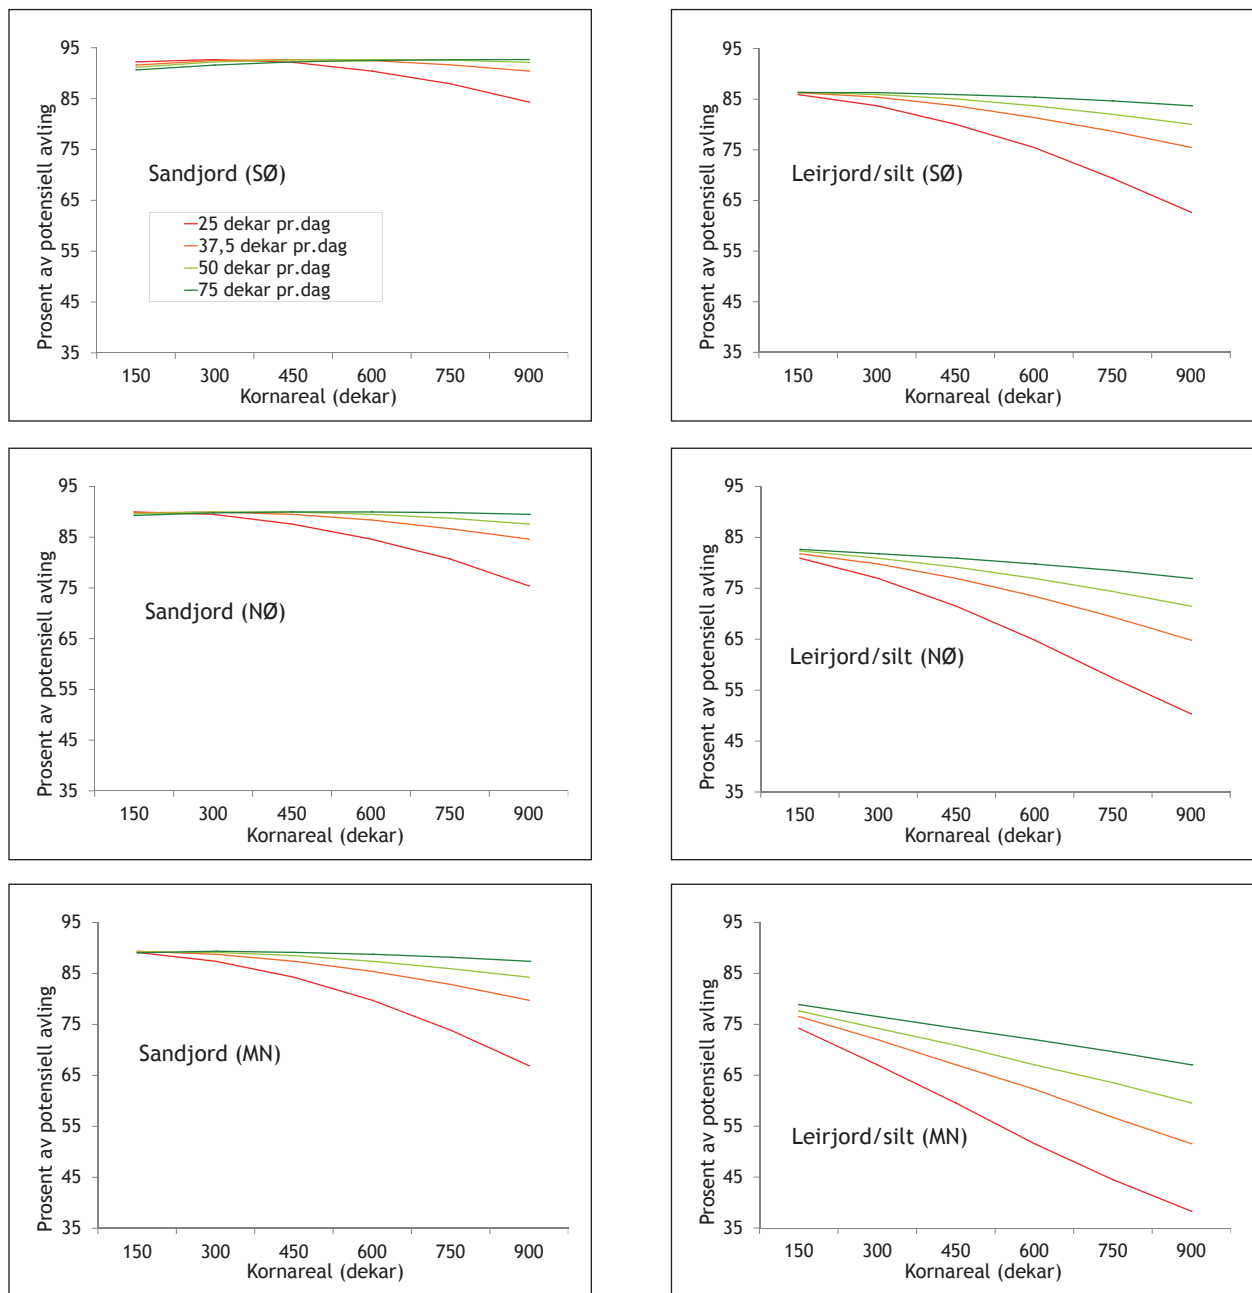 Prosent av potensiell avling
95
85
75
65
55
45
35
Sandjord (SØ)
25 dekar pr.dag
37,5 dekar pr.dag
50 dekar pr.dag
75 dekar pr.dag
150 300 450 600 750 900
Kornareal (dekar)
Prosent av potensiell avling
95
85
75
65
55
45
35
Leirjord/silt (SØ)
150 300 450 600 750 900
Kornareal (dekar)
Prosent av potensiell avling
95
85
75
65
55
45
35
Sandjord (NØ)
150 300 450 600 750 900
Kornareal (dekar)
Prosent av potensiell avling
95
85
75
65
55
45
35
Leirjord/silt (NØ)
150 300 450 600 750 900
Kornareal (dekar)
Prosent av potensiell avling
95
85
75
65
55
45
35
Sandjord (MN)
150 300 450 600 750 900
Kornareal (dekar)
Prosent av potensiell avling
95
85
75
65
55
45
35
Leirjord/silt (MN)
150 300 450 600 750 900
Kornareal (dekar)